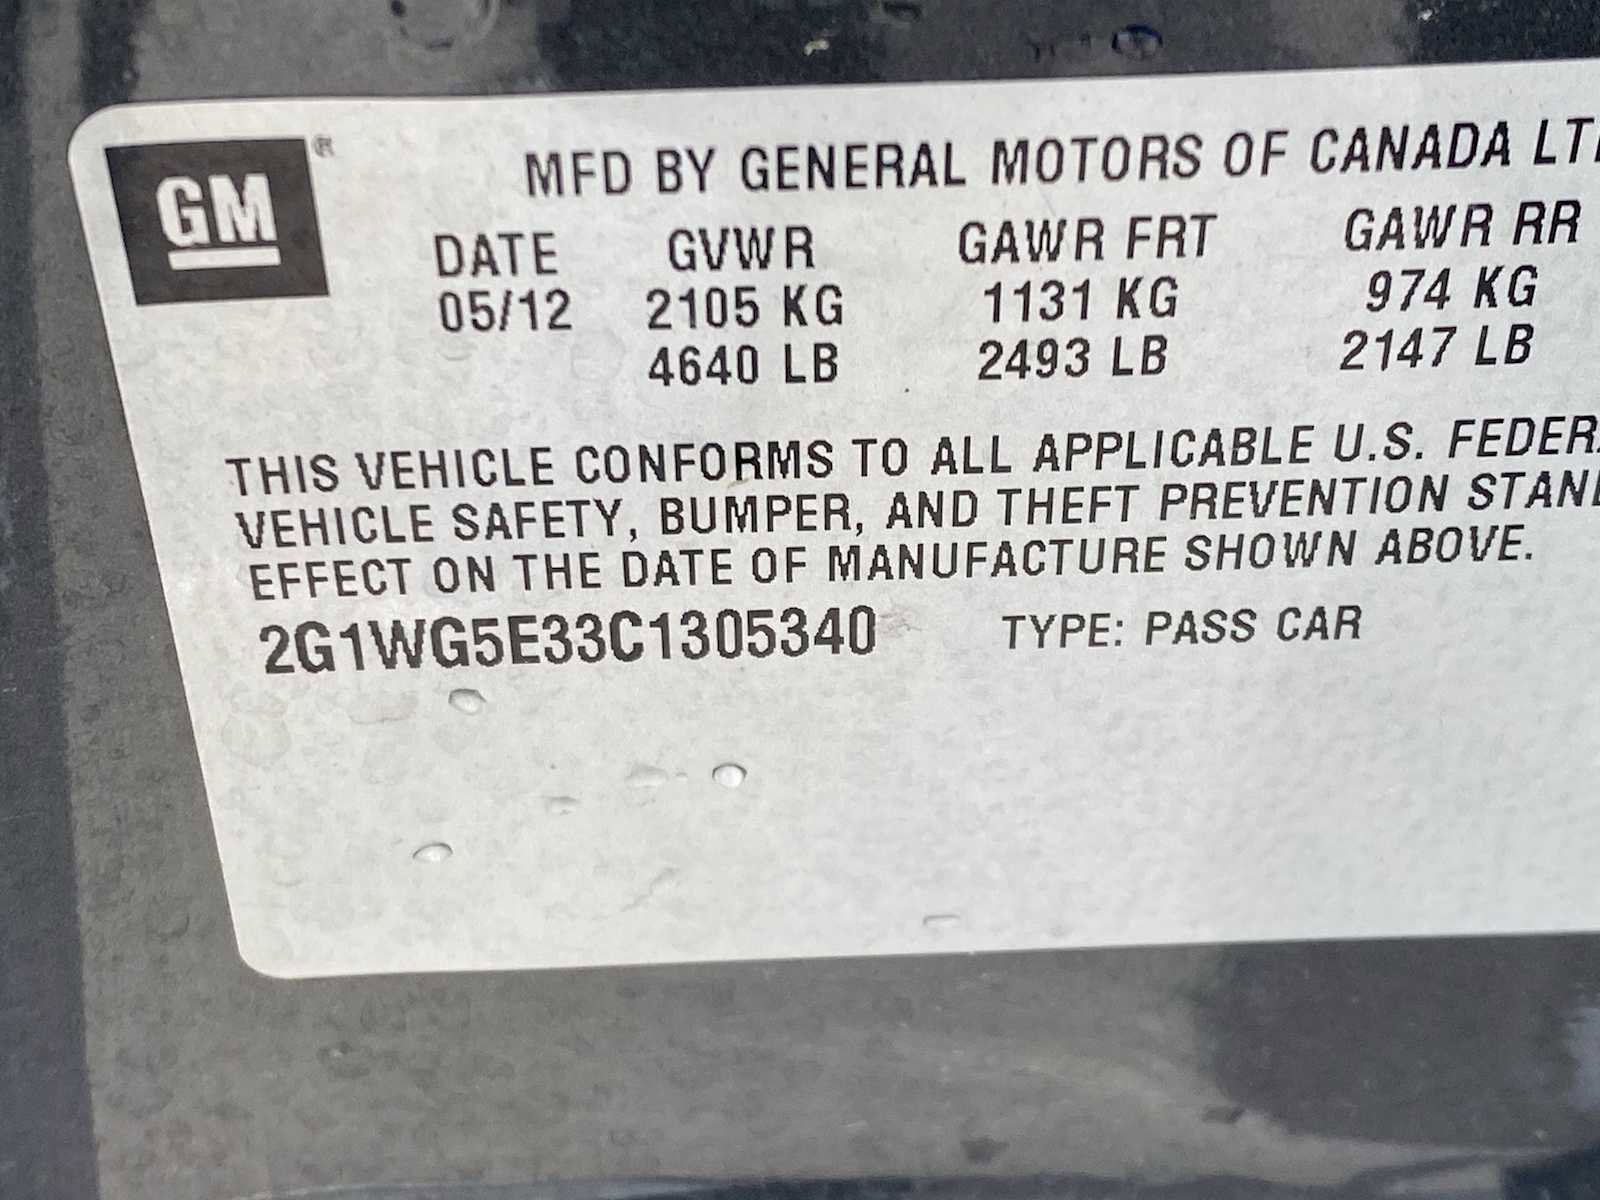 GM®
MFD BY GENERAL MOTORS OF CANADA
DATE GVWR GAWR FRT GAWR RR
05/12 2105 KG 1131 KG 974 KG
4640 LB 2493 LB 2147 LB
THIS VEHICLE CONFORMS TO ALL APPLICABLE U.S.
VEHICLE SAFETY, BUMPER, AND THEFT PREVENTION
EFFECT ON THE DATE OF MANUFACTURE SHOWN ABOVE.
2G1WG5E33C1305340 TYPE: PASS CAR